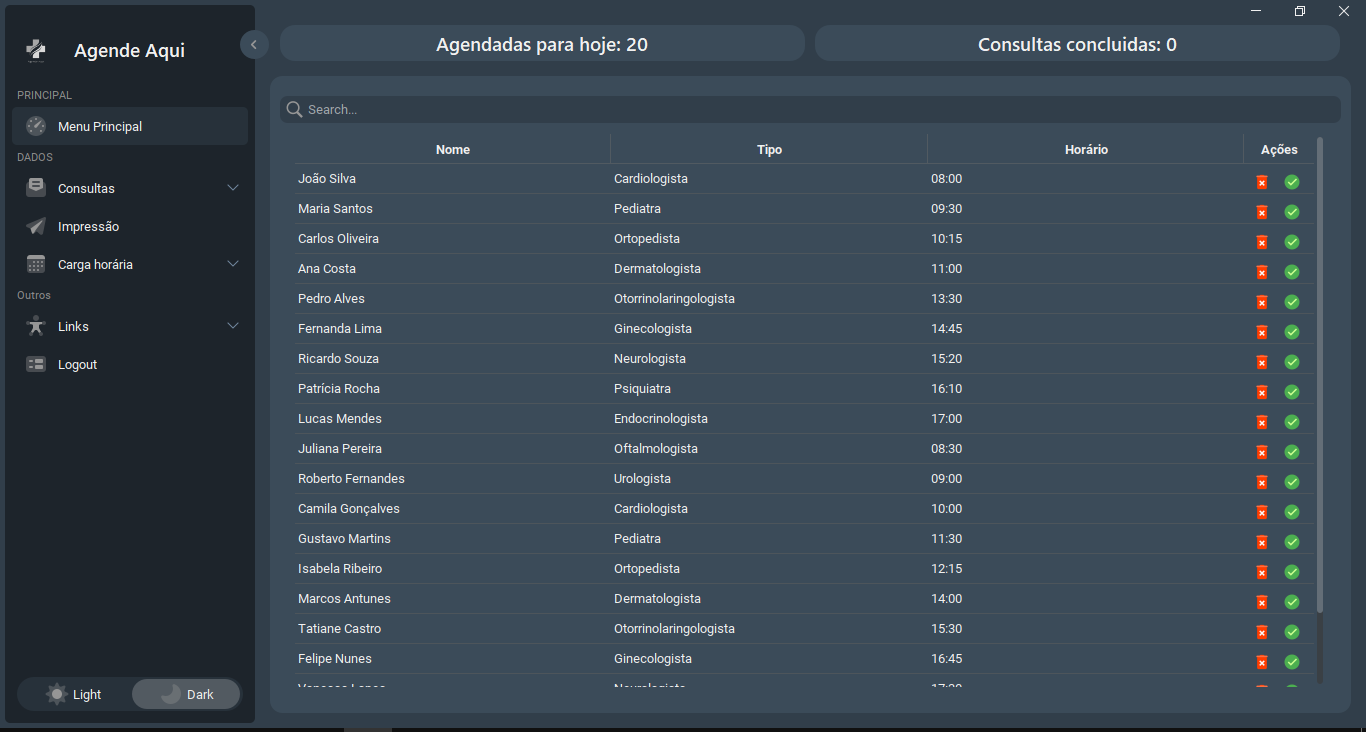 Agende Aqui
PRINCIPAL
Menu Principal
DADOS
Consultas
Impressão
Carga horária
Outros
Links
Logout
Light Dark
Agendadas para hoje: 20 Consultas concluidas: 0
Search...
Nome Tipo Horário Ações
João Silva Cardiologista 08:00
Maria Santos Pediatra 09:30
Carlos Oliveira Ortopedista 10:15
Ana Costa Dermatologista 11:00
Pedro Alves Otorrinolaringologista 13:30
Fernanda Lima Ginecologista 14:45
Ricardo Souza Neurologista 15:20
Patrícia Rocha Psiquiatra 16:10
Lucas Mendes Endocrinologista 17:00
Juliana Pereira Oftalmologista 08:30
Roberto Fernandes Urologista 09:00
Camila Gonçalves Cardiologista 10:00
Gustavo Martins Pediatra 11:30
Isabela Ribeiro Ortopedista 12:15
Marcos Antunes Dermatologista 14:00
Tatiane Castro Otorrinolaringologista 15:30
Felipe Nunes Ginecologista 16:45